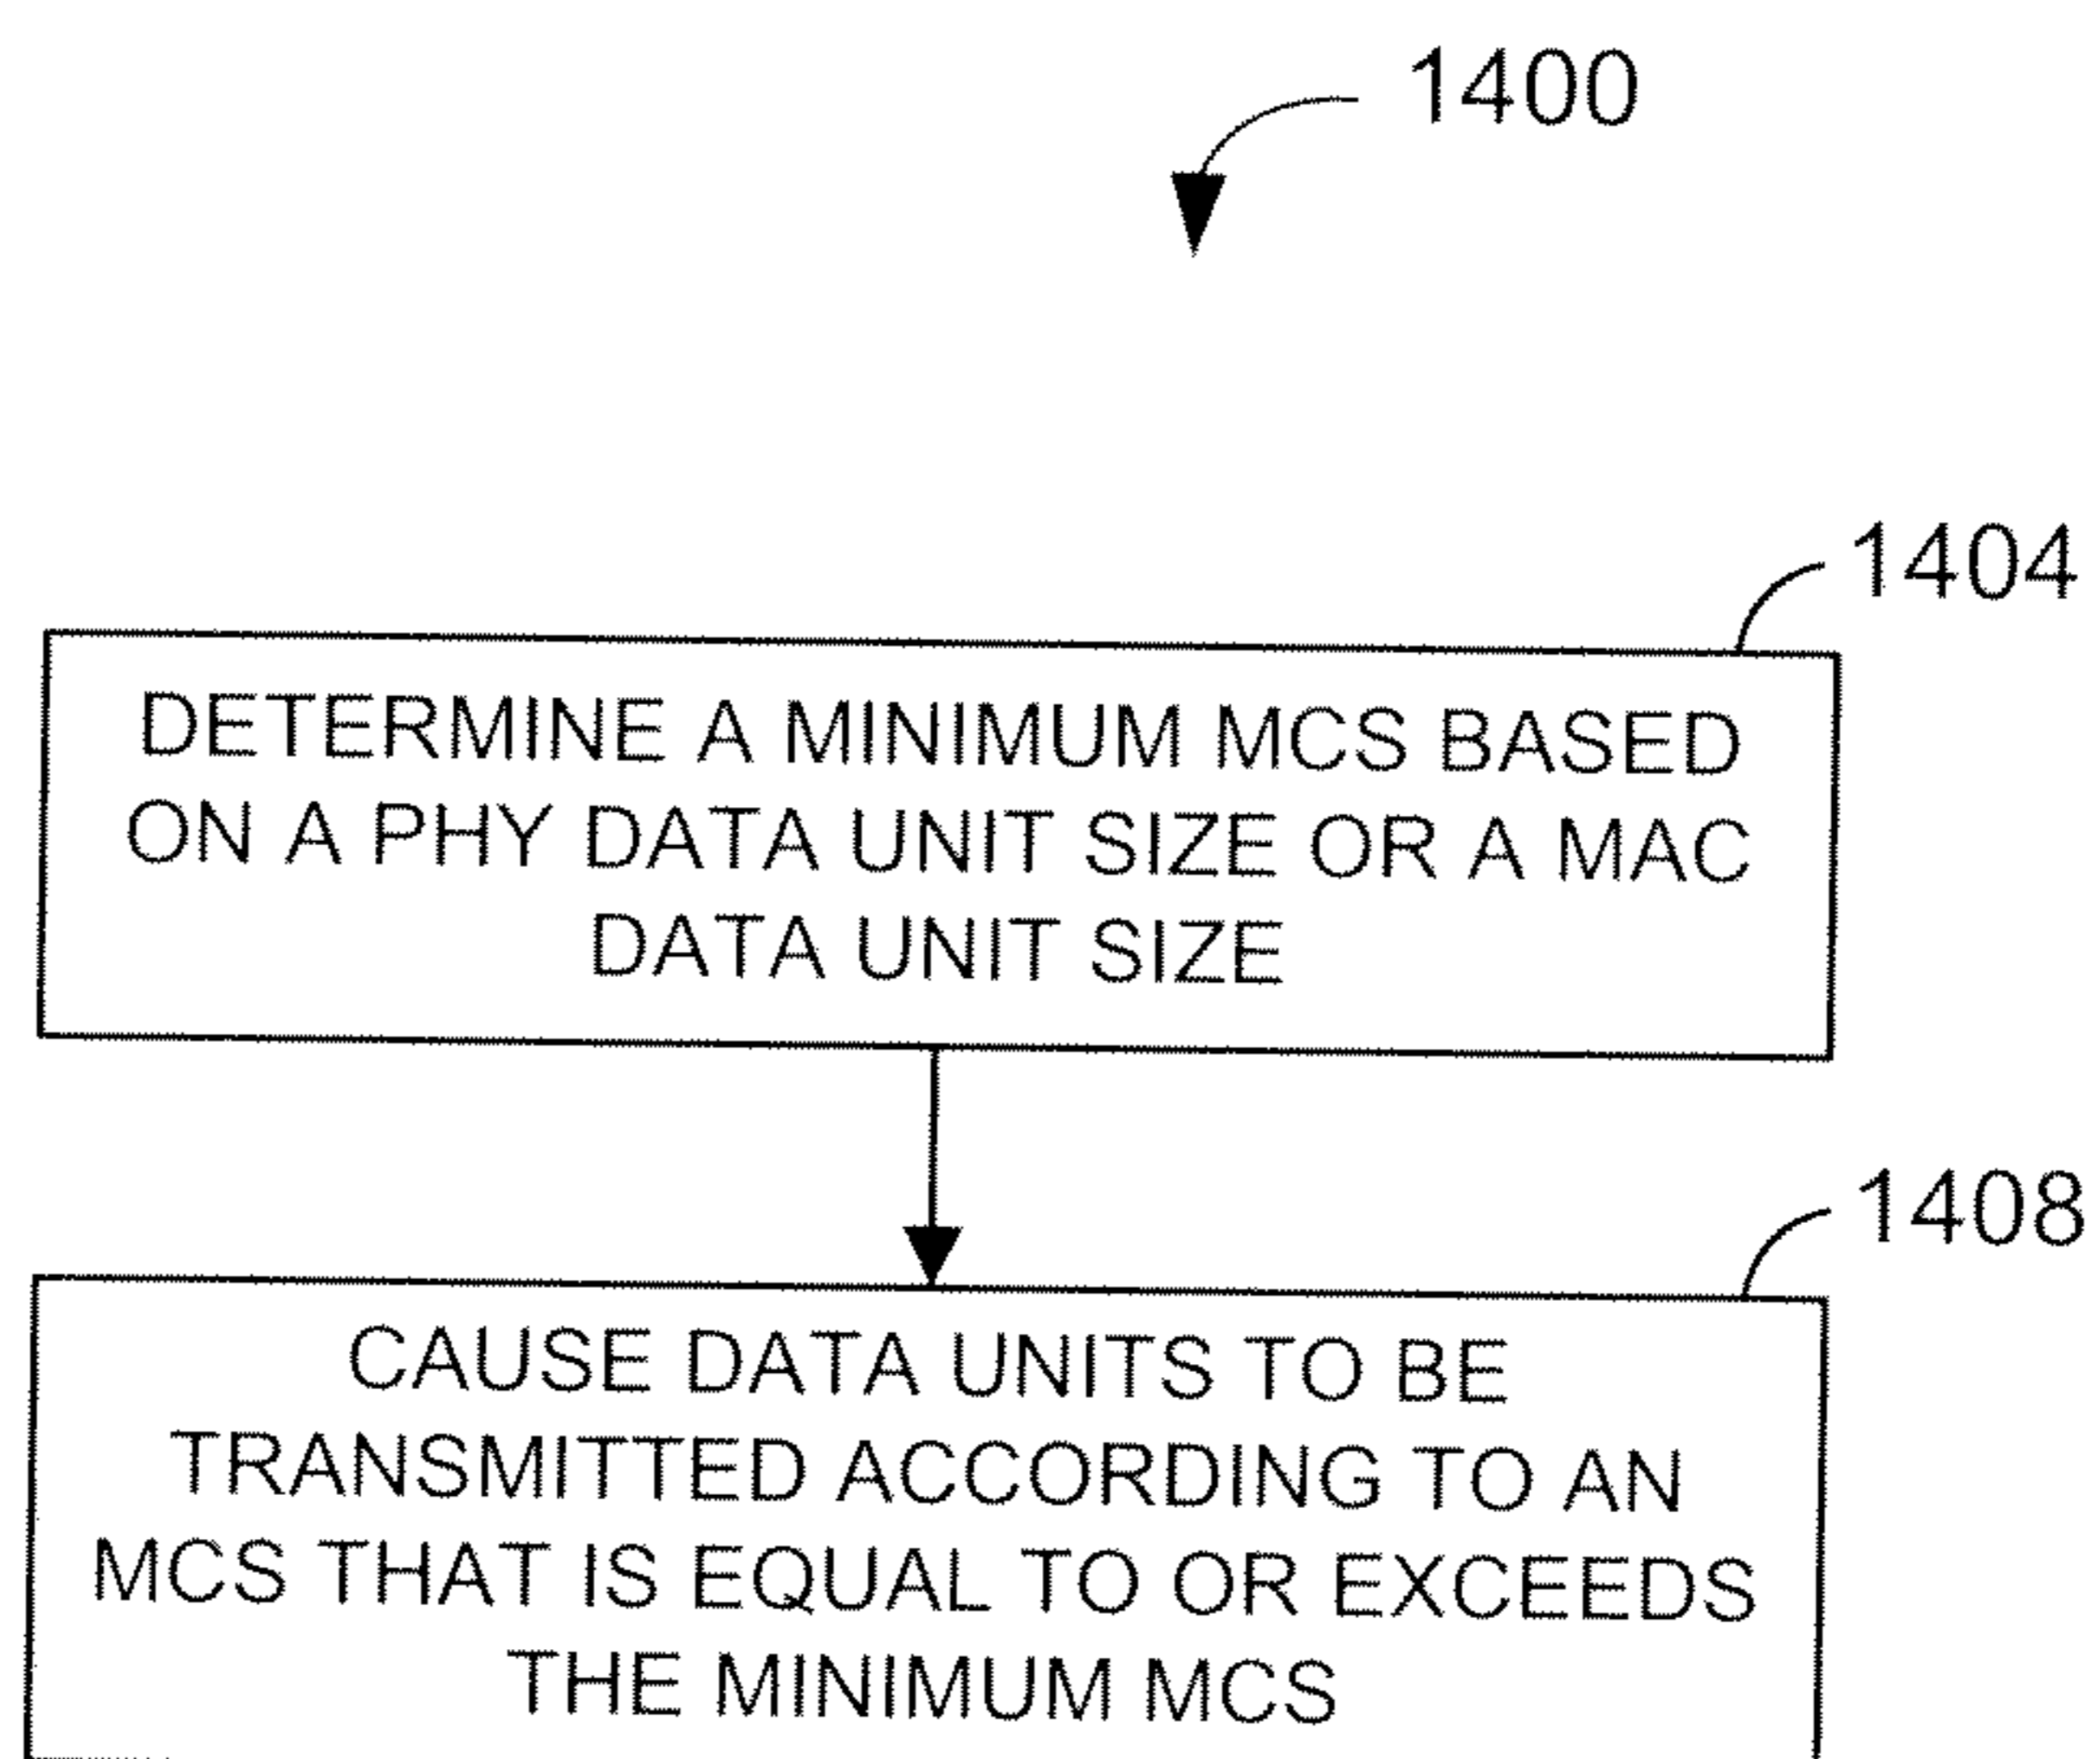 1400
1404
DETERMINE A MINIMUM MCS BASED
ON A PHY DATA UNIT SIZE OR A MAC
DATA UNIT SIZE
1408
CAUSE DATA UNITS TO BE
TRANSMITTED ACCORDING TO AN
MCS THAT IS EQUAL TO OR EXCEEDS
THE MINIMUM MCS